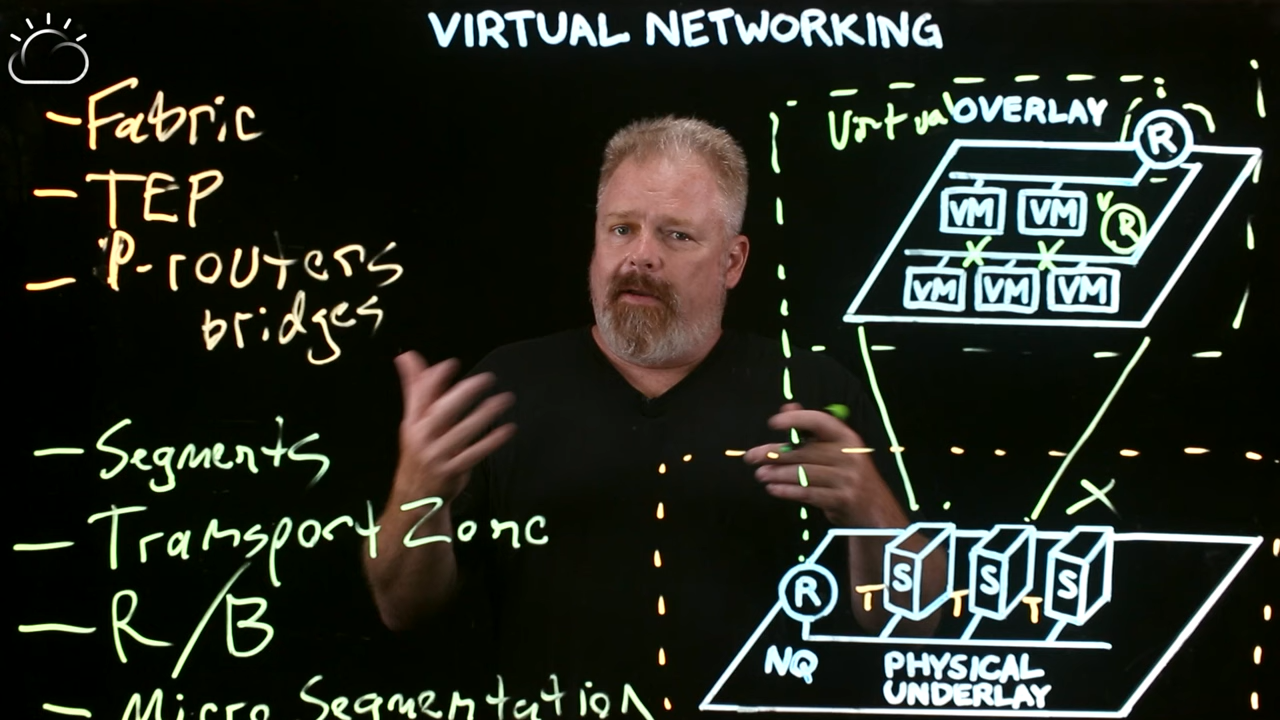 VIRTUAL NETWORKING
- Fabric
- TEP
- P-routers
bridges
- Segments
- Transport Zone
- R/B
- Micro Segmentation
Virtual OVERLAY
R
VM VM
R
X X
VM VM VM
X
R T S T S T S
NQ
PHYSICAL
UNDERLAY